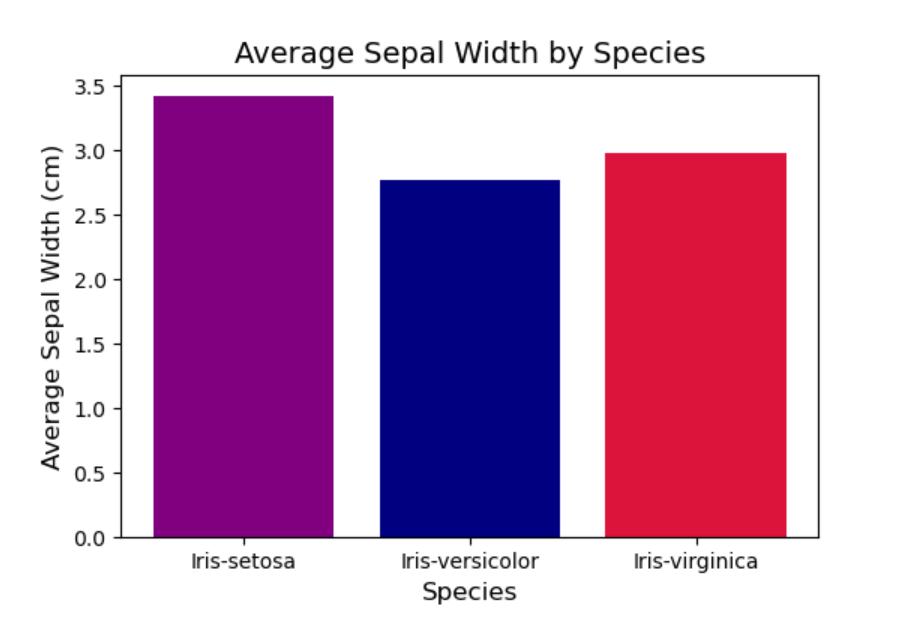 Average Sepal Width by Species
Average Sepal Width (cm)
3.5
3.0
2.5
2.0
1.5
1.0
0.5
0.0
Iris-setosa Iris-versicolor Iris-virginica
Species